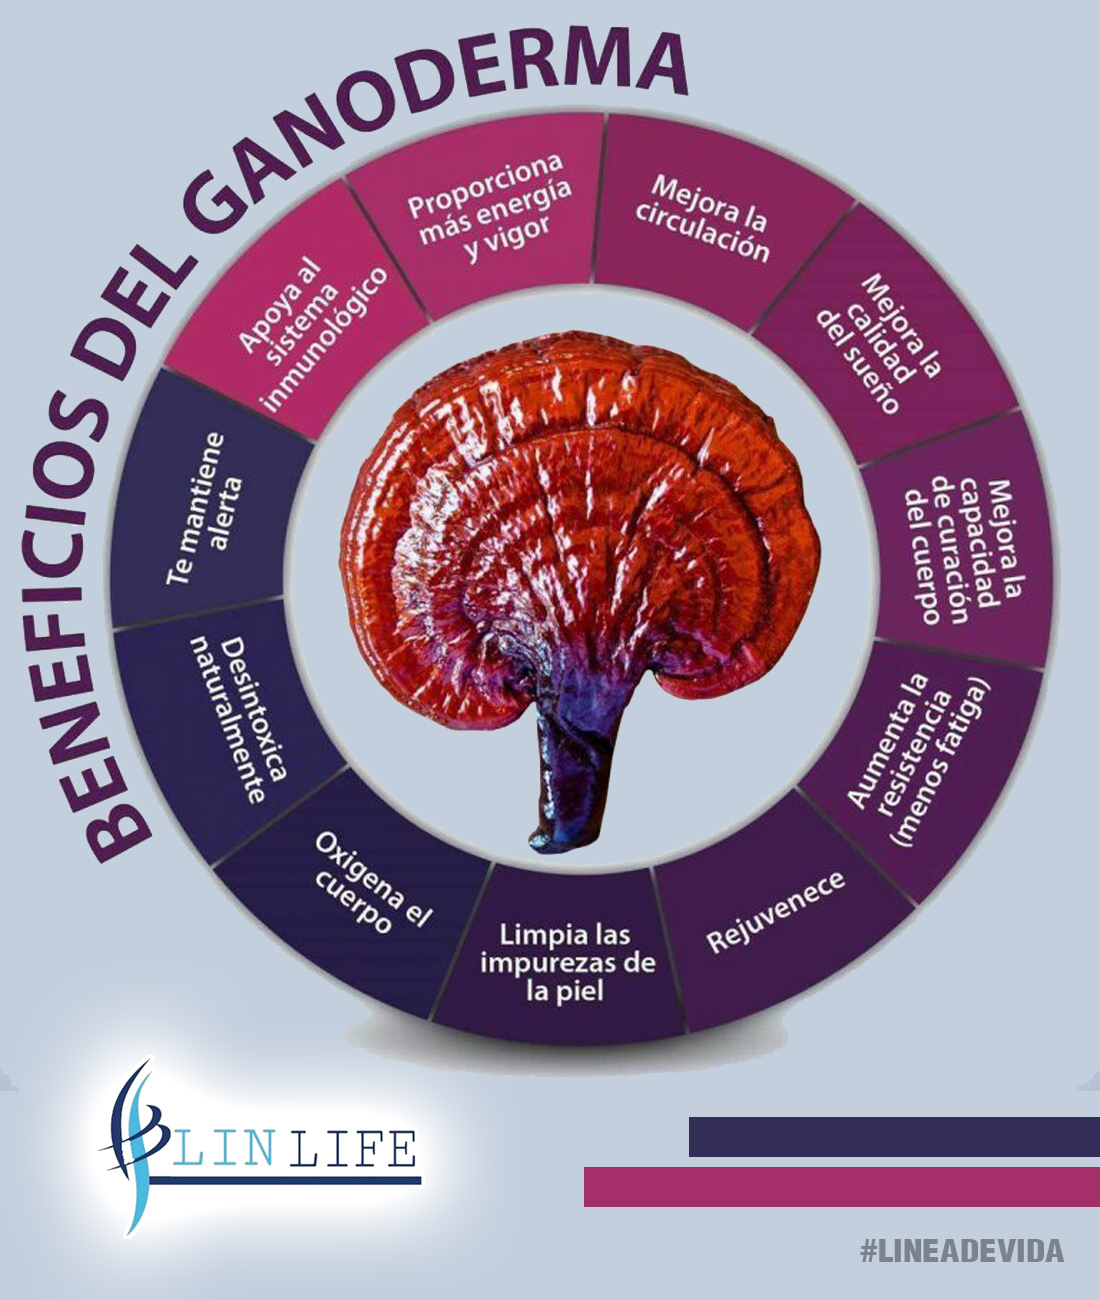 BENEFICIOS DEL GANODERMA
Proporciona
más energía
y vigor
Mejora la
circulación
Mejora la
calidad
del sueño
Mejora la
capacidad
de curación
del cuerpo
Aumenta la
resistencia
(menos fatiga)
Rejuvenece
Limpia las
impurezas de
la piel
Oxigena el
cuerpo
Desintoxica
naturalmente
Te mantiene
alerta
Apoya al
sistema
inmunológico
LIN LIFE
#LINEADEVIDA